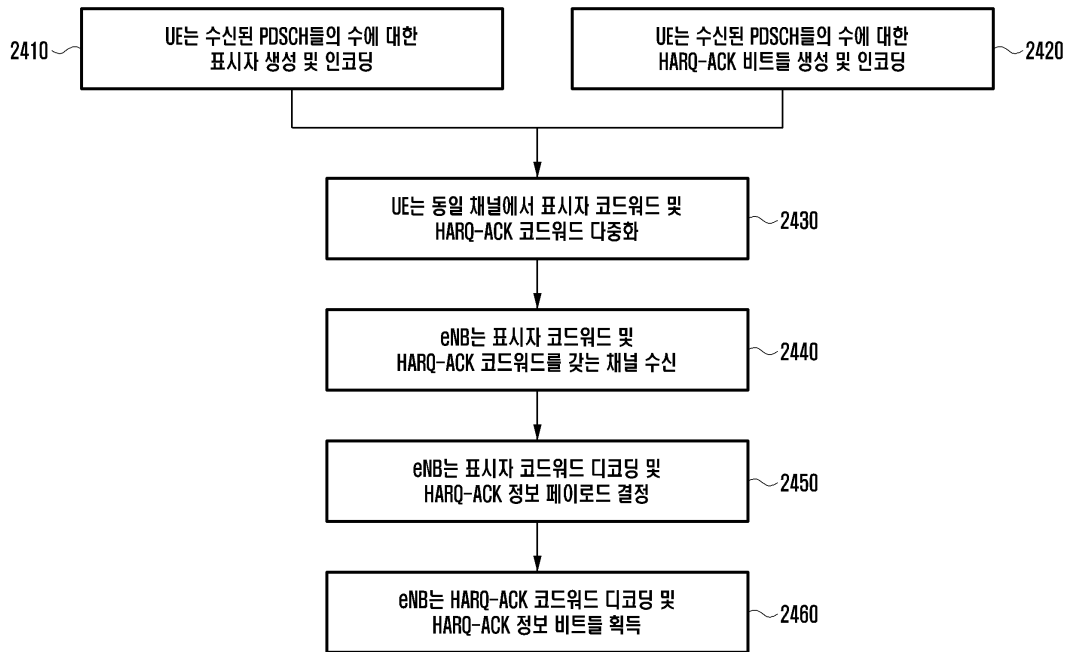 2410
UE는 수신된 PDSCH들의 수에 대한
표시자 생성 및 인코딩
UE는 수신된 PDSCH들의 수에 대한
HARQ-ACK 비트들 생성 및 인코딩
2420
UE는 동일 채널에서 표시자 코드워드 및
HARQ-ACK 코드워드 다중화
2430
eNB는 표시자 코드워드 및
HARQ-ACK 코드워드를 갖는 채널 수신
2440
eNB는 표시자 코드워드 디코딩 및
HARQ-ACK 정보 페이로드 결정
2450
eNB는 HARQ-ACK 코드워드 디코딩 및
HARQ-ACK 정보 비트들 획득
2460